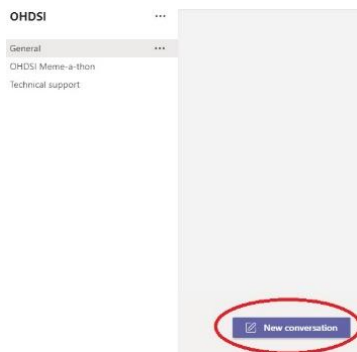 OHDSI
General
OHDSI Meme-a-thon
Technical support
New conversation